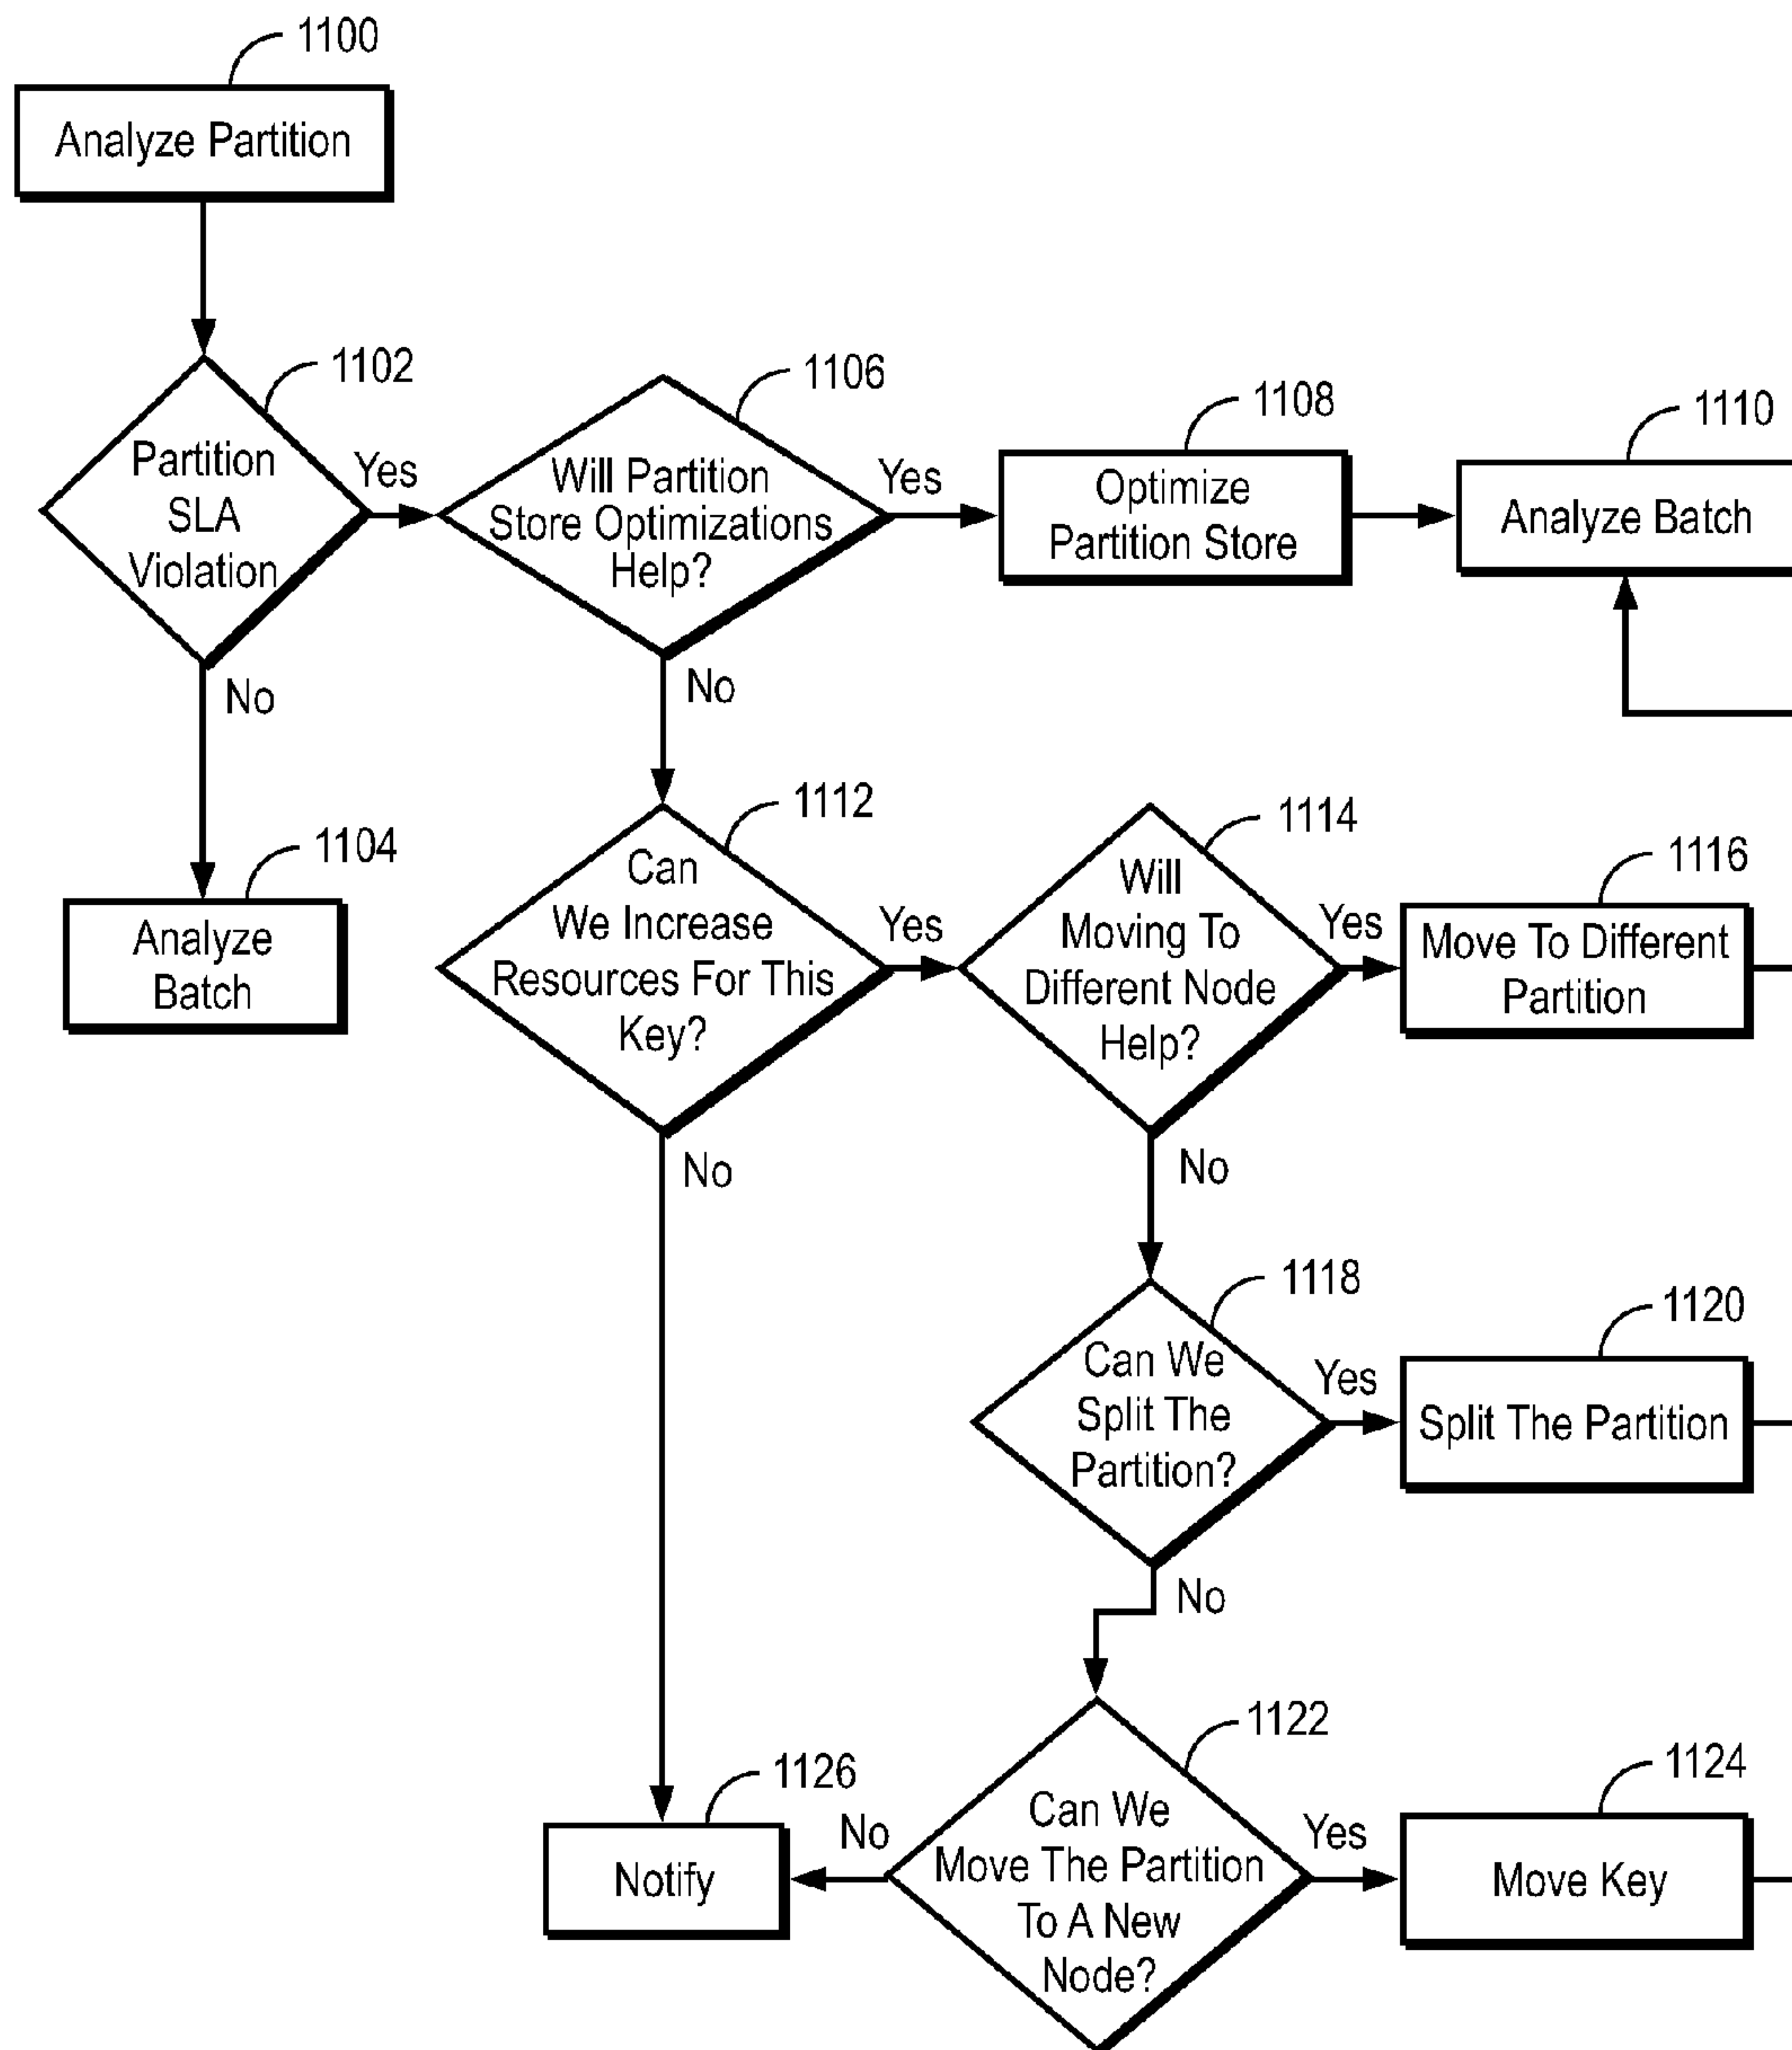 1100
Analyze Partition
1102
Partition
SLA
Violation
Yes
No
1104
Analyze
Batch
1106
Will Partition
Store Optimizations
Help?
Yes
No
1108
Optimize
Partition Store
1110
Analyze Batch
1112
Can
We Increase
Resources For This
Key?
Yes
No
1114
Will
Moving To
Different Node
Help?
Yes
No
1116
Move To Different
Partition
1118
Can We
Split The
Partition?
Yes
No
1120
Split The Partition
1122
Can We
Move The Partition
To A New
Node?
No
Yes
1124
Move Key
1126
Notify